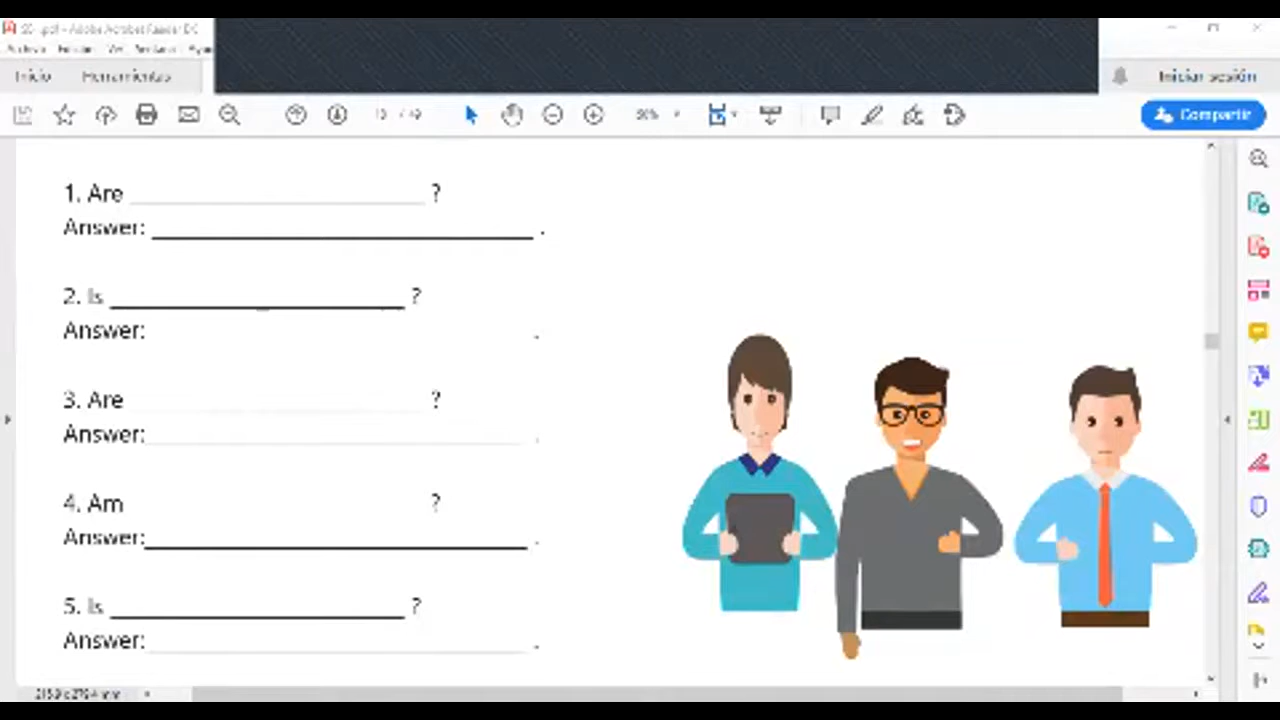 Inicio Herramientas
Iniciar sesión
Compartir
1. Are ?
Answer: .
2. Is ?
Answer: .
3. Are ?
Answer: .
4. Am ?
Answer: .
5. Is ?
Answer: .